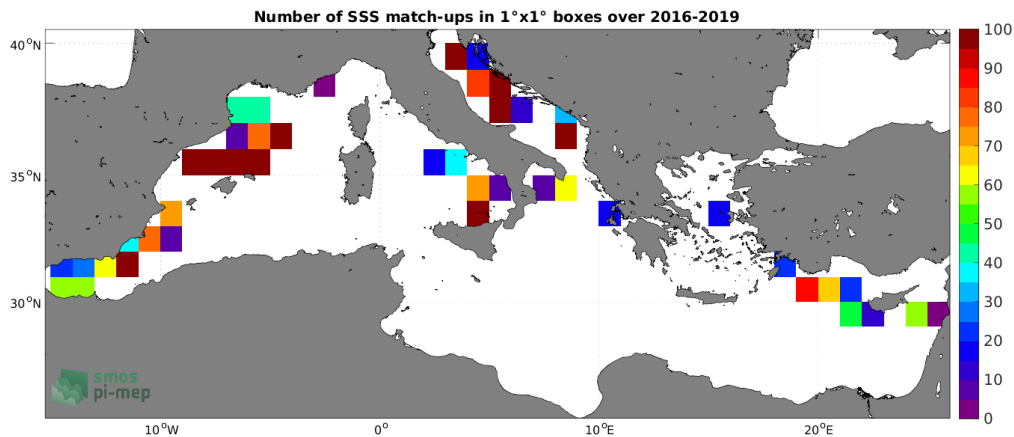 Number of SSS match-ups in 1°x1° boxes over 2016-2019
40°N
35°N
30°N
10°W
0°
10°E
20°E
100
90
80
70
60
50
40
30
20
10
0
smos
pi-mep